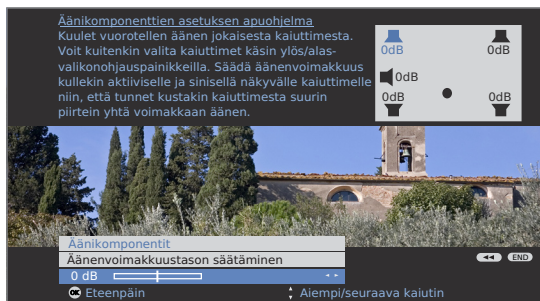 Äänikomponenttien asetuksen apuohjelma
Kuulet vuorotellen äänen jokaisesta kaiuttimesta.
Voit kuitenkin valita kaiuttimet käsin ylös/alas-
valikonohjauspainikkeilla. Säädä äänenvoimakkuus
kullekin aktiiviselle ja sinisellä näkyvälle kaiuttimelle
niin, että tunnet kustakin kaiuttimesta suurin
piirtein yhtä voimakkaan äänen.
0dB 0dB
0dB
0dB 0dB
Äänikomponentit
Äänenvoimakkuustason säätäminen
0 dB
END
OK Eteenpäin
Aiempi/seuraava kaiutin